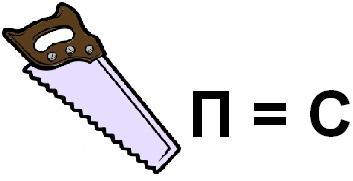 П = С